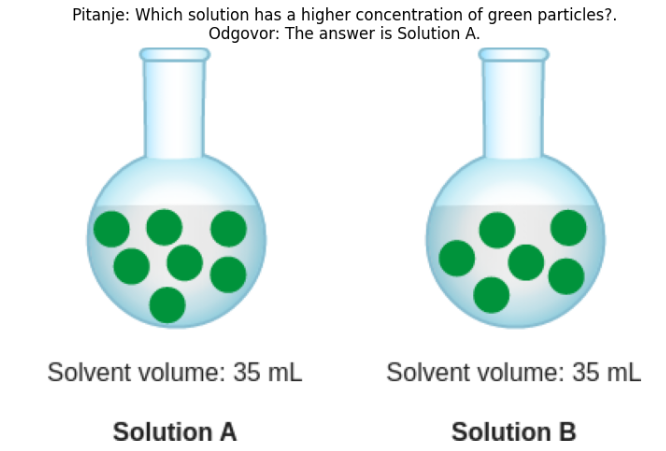 Pitanje: Which solution has a higher concentration of green particles?.
Odgovor: The answer is Solution A.
Solvent volume: 35 mL
Solvent volume: 35 mL
Solution A
Solution B